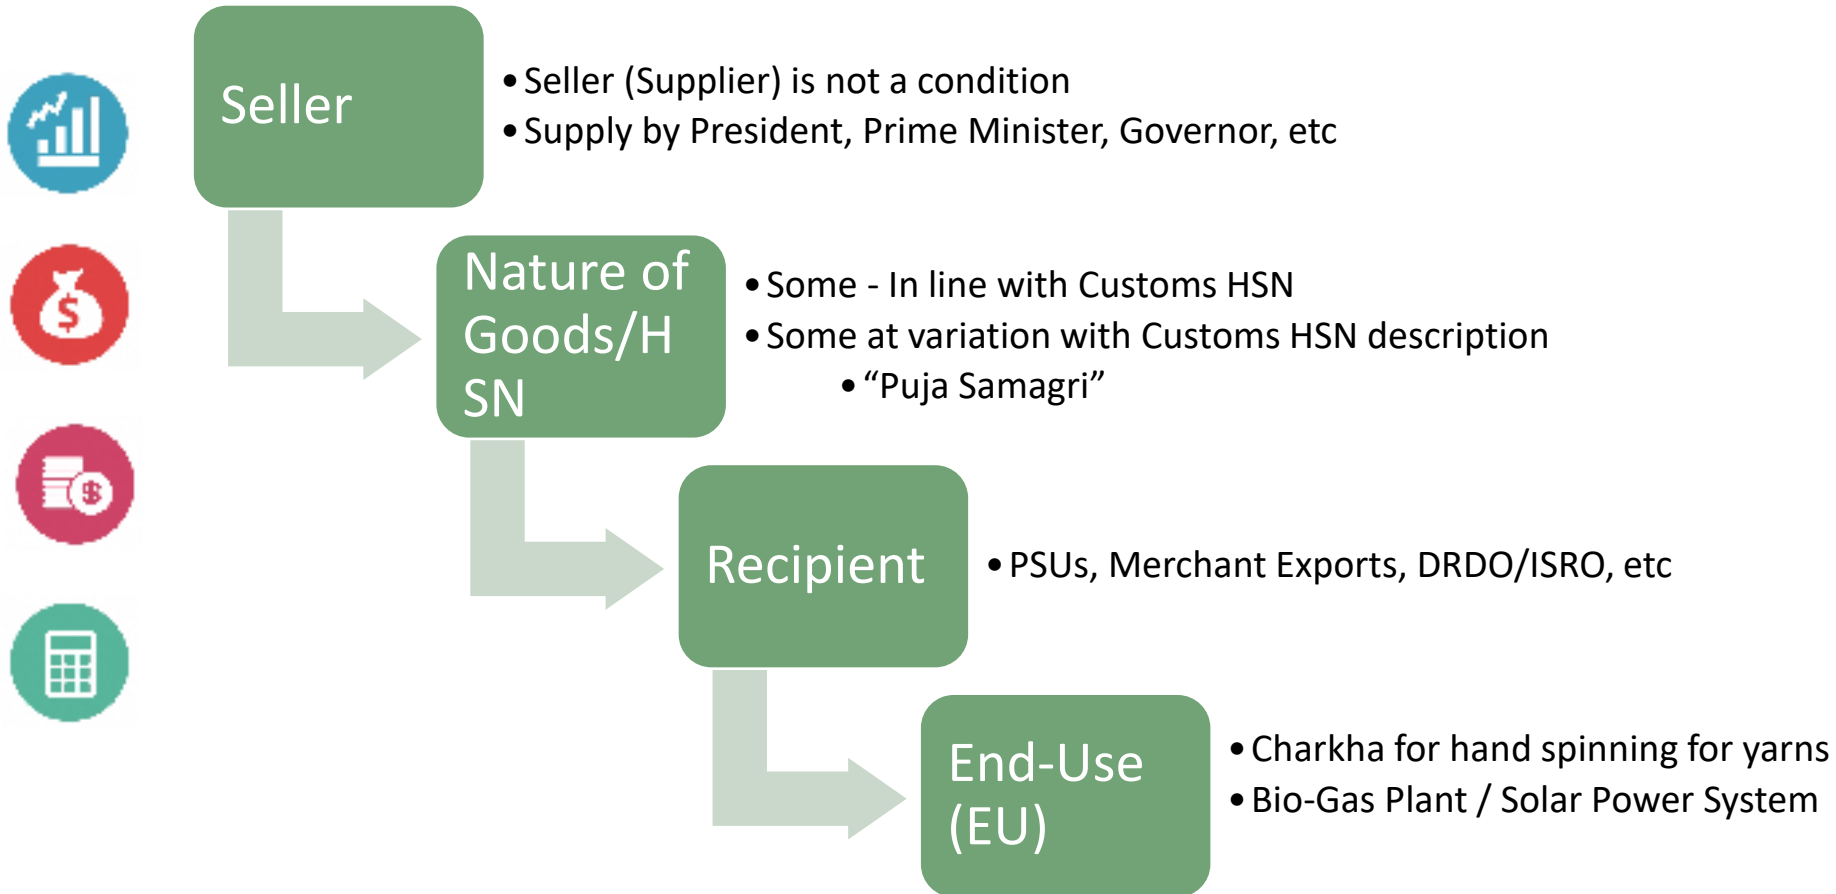 Seller
• Seller (Supplier) is not a condition
• Supply by President, Prime Minister, Governor, etc
Nature of
Goods/H
SN
• Some - In line with Customs HSN
• Some at variation with Customs HSN description
• “Puja Samagri”
Recipient
• PSUs, Merchant Exports, DRDO/ISRO, etc
End-Use
(EU)
• Charkha for hand spinning for yarns
• Bio-Gas Plant / Solar Power System
$
$